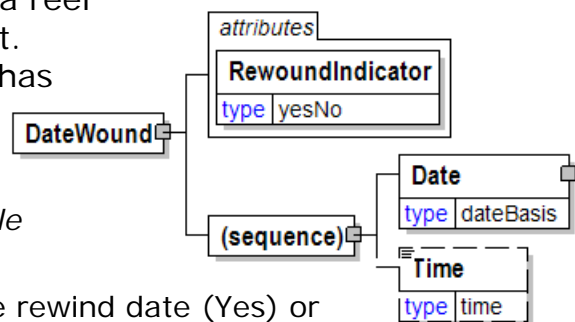 a reel
t.
has
attributes
RewoundIndicator
type yesNo
DateWound
Date
type dateBasis
(sequence)
Time
type time
rewind date (Yes) or